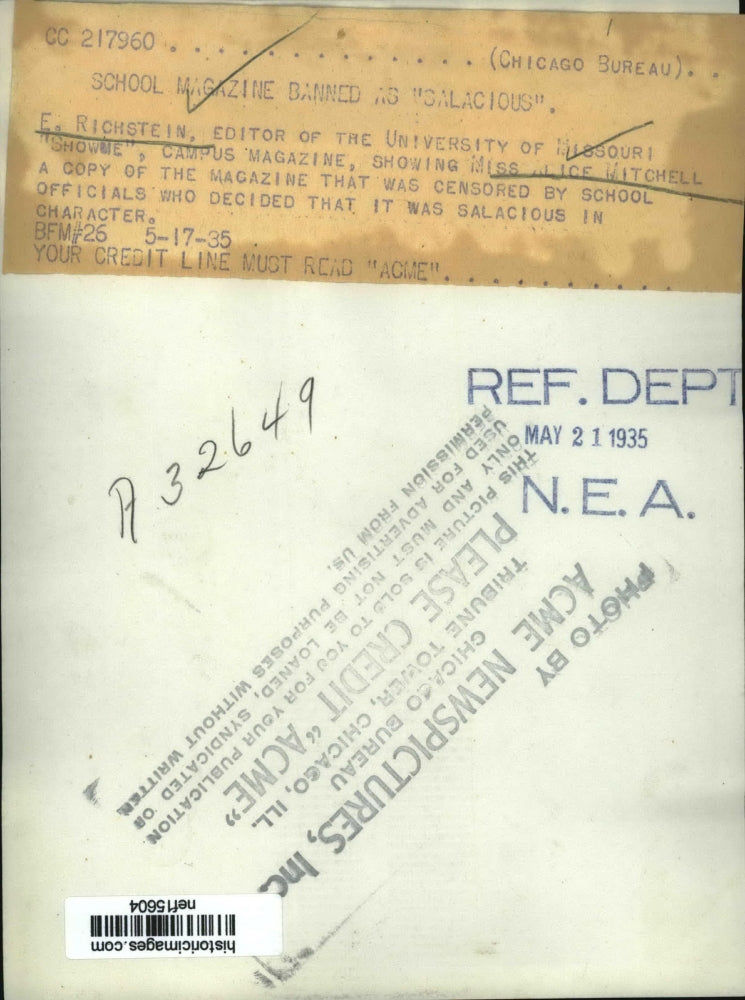 CC 217960 . . . . . . . . . . . . . (CHICAGO BUREAU). .
SCHOOL MAGAZINE BANNED AS "SALACIOUS".
E. RICHSTEIN, EDITOR OF THE UNIVERSITY OF MISSOURI
"SHOWME", CAMPUS MAGAZINE, SHOWING MISS ALICE MITCHELL
A COPY OF THE MAGAZINE THAT WAS CENSORED BY SCHOOL
OFFICIALS WHO DECIDED THAT IT WAS SALACIOUS IN
CHARACTER.
BFM#26 5-17-35
YOUR CREDIT LINE MUST READ "ACME". . . . . . . . . . .
A 32649
REF. DEPT
MAY 21 1935
N. E. A.
PHOTO BY
ACME NEWSPICTURES, Inc.
CHICAGO BUREAU
TRIBUNE TOWER, CHICAGO, ILL.
PLEASE CREDIT "ACME"
THIS PICTURE IS SOLD TO YOU FOR YOUR PUBLICATION
ONLY AND MUST NOT BE LOANED, SYNDICATED OR
USED FOR ADVERTISING PURPOSES WITHOUT WRITTEN
PERMISSION FROM US.
historicimages.com
nef15604